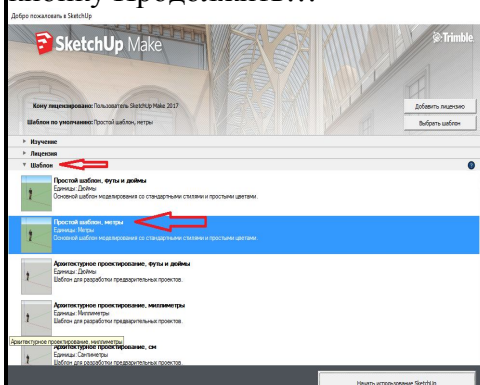 кнопку Продолжить…
Добро пожаловать в SketchUp
SketchUp Make
Trimble
Кому лицензировано: Пользователь SketchUp Make 2017
Добавить лицензию
Шаблон по умолчанию: Простой шаблон, метры
Выбрать шаблон
Изучение
Лицензия
Шаблон
Простой шаблон, футы и дюймы
Единицы: Дюймы
Основной шаблон моделирования со стандартными стилями и простыми цветами.
Простой шаблон, метры
Единицы: Метры
Основной шаблон моделирования со стандартными стилями и простыми цветами.
Архитектурное проектирование, футы и дюймы
Единицы: Дюймы
Шаблон для разработки предварительных проектов.
Архитектурное проектирование, миллиметры
Единицы: Миллиметры
Шаблон для разработки предварительных проектов.
Архитектурное проектирование, миллиметры
Архитектурное проектирование, см
Единицы: Сантиметры
Шаблон для разработки предварительных проектов.
Начать использование SketchUp